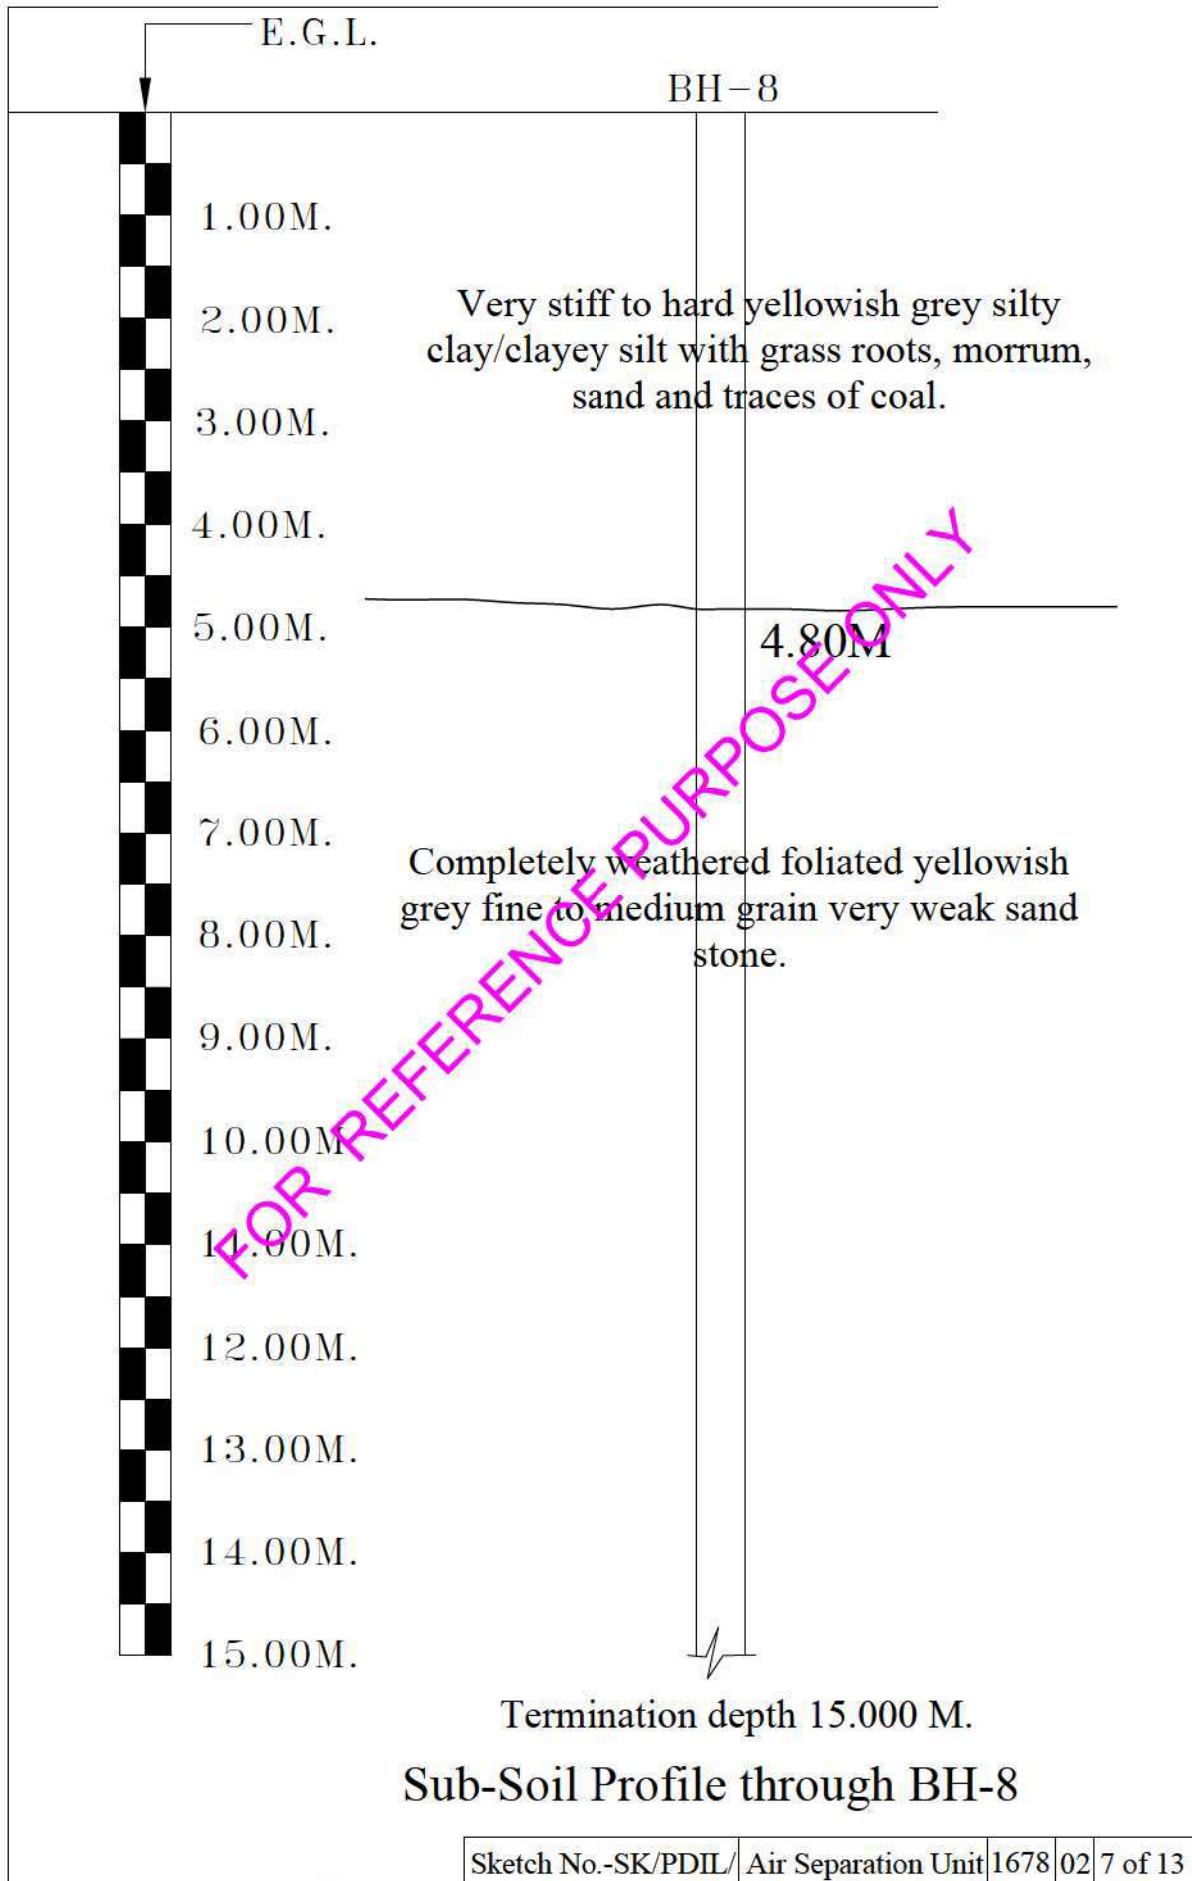 E.G.L.
BH-8
1.00M.
2.00M.
Very stiff to hard yellowish grey silty
clay/clayey silt with grass roots, morrum,
sand and traces of coal.
3.00M.
4.00M.
5.00M.
4.80M
6.00M.
7.00M.
Completely weathered foliated yellowish
grey fine to medium grain very weak sand
stone.
8.00M.
9.00M.
10.00M
11.00M.
12.00M.
13.00M.
14.00M.
15.00M.
FOR REFERENCE PURPOSE ONLY
Termination depth 15.000 M.
Sub-Soil Profile through BH-8
Sketch No.-SK/PDIL/ Air Separation Unit 1678 02 7 of 13